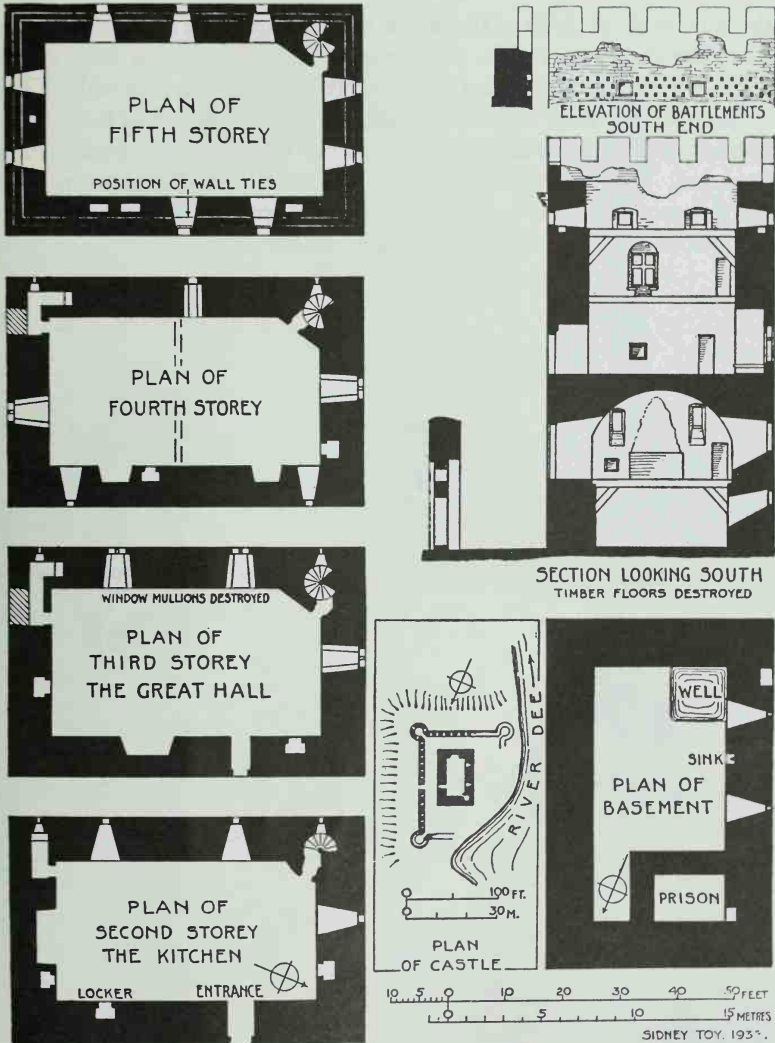 PLAN OF
FIFTH STOREY
POSITION OF WALL TIES
ELEVATION OF BATTLEMENTS
SOUTH END
PLAN OF
FOURTH STOREY
WINDOW MULLIONS DESTROYED
PLAN OF
THIRD STOREY
THE GREAT HALL
SECTION LOOKING SOUTH
TIMBER FLOORS DESTROYED
PLAN OF
SECOND STOREY
THE KITCHEN
LOCKER
ENTRANCE
RIVER DEE
0 100 FT.
0 30 M.
PLAN
OF CASTLE
WELL
SINK
PLAN OF
BASEMENT
PRISON
10 5 0 10 20 30 40 50 FEET
0 5 10 15 METRES
SIDNEY TOY.